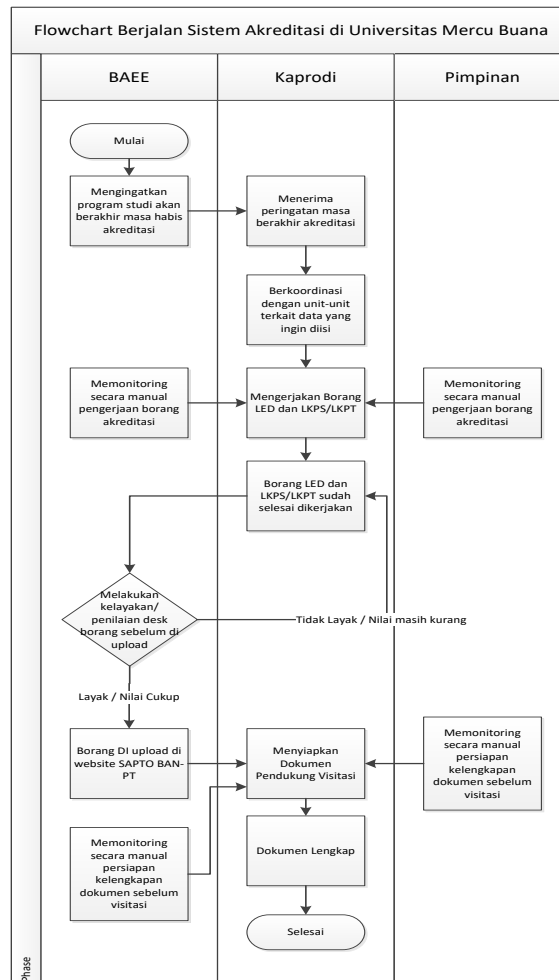 Flowchart Berjalan Sistem Akreditasi di Universitas Mercu Buana
BAEE
Kaprodi
Pimpinan
Mulai
Mengingatkan
program studi akan
berakhir masa habis
akreditasi
Menerima
peringatan masa
berakhir akreditasi
Berkoordinasi
dengan unit-unit
terkait data yang
ingin diisi
Memonitoring
secara manual
pengerjaan borang
akreditasi
Mengerjakan Borang
LED dan LKPS/LKPT
Memonitoring
secara manual
pengerjaan borang
akreditasi
Borang LED dan
LKPS/LKPT sudah
selesai dikerjakan
Melakukan
kelayakan/
penilaian desk
borang sebelum di
upload
Tidak Layak / Nilai masih kurang
Layak / Nilai Cukup
Borang DI upload di
website SAPTO BAN-
PT
Menyiapkan
Dokumen
Pendukung Visitasi
Memonitoring
secara manual
persiapan
kelengkapan
dokumen sebelum
visitasi
Memonitoring
secara manual
persiapan
kelengkapan
dokumen sebelum
visitasi
Dokumen Lengkap
Selesai
Phase